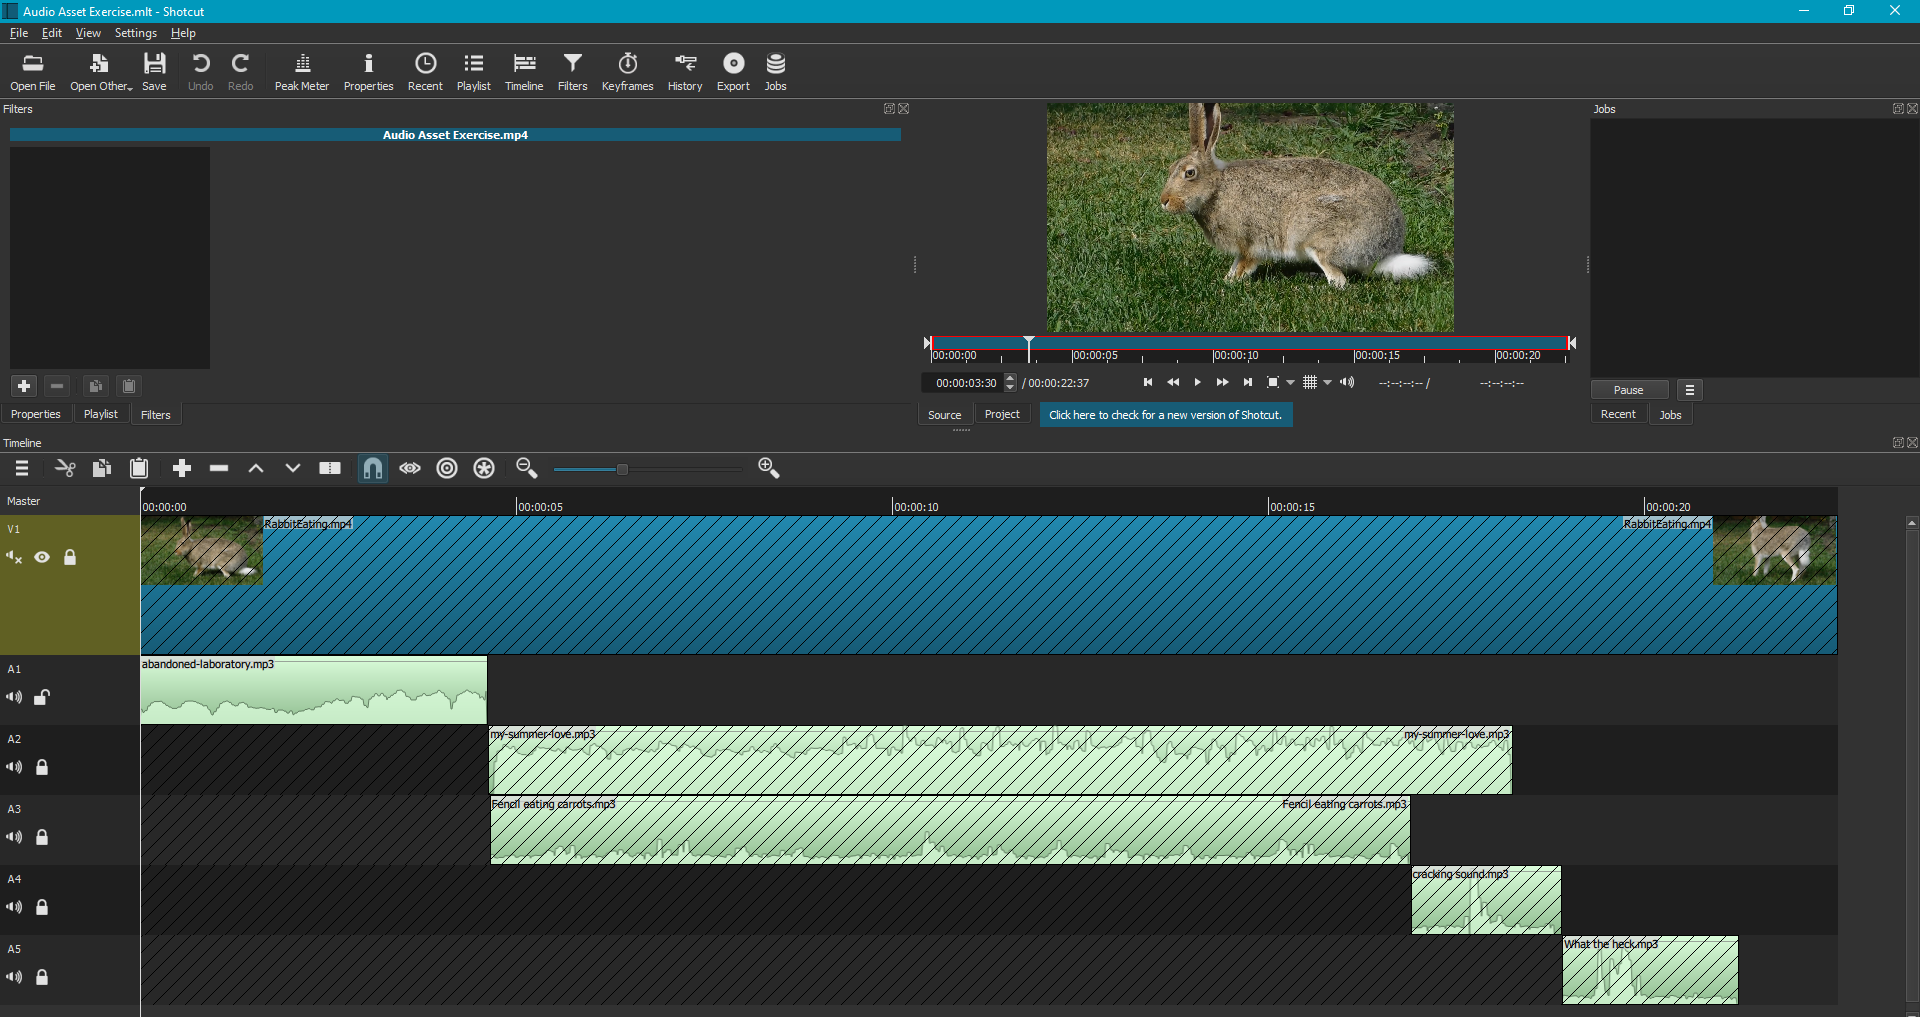 Audio Asset Exercise.mlt - Shotcut
File Edit View Settings Help
Open File Open Other.. Save Undo Redo Peak Meter Properties Recent Playlist Timeline Filters Keyframes History Export Jobs
Filters
Audio Asset Exercise.mp4
Properties Playlist Filters
00:00:00 00:00:05 00:00:10 00:00:15 00:00:20
00:00:03:30 / 00:00:22:37 --:--:--:-- / --:--:--:--
Source Project Click here to check for a new version of Shotcut.
Jobs
Pause
Recent Jobs
Timeline
Master 00:00:00 00:00:05 00:00:10 00:00:15 00:00:20
V1 RabbitEating.mp4 RabbitEating.mp4
A1 abandoned-laboratory.mp3
A2 my-summer-love.mp3 my-summer-love.mp3
A3 Fencil eating carrots.mp3 Fencil eating carrots.mp3
A4 cracking sound.mp3
A5 What the heck.mp3